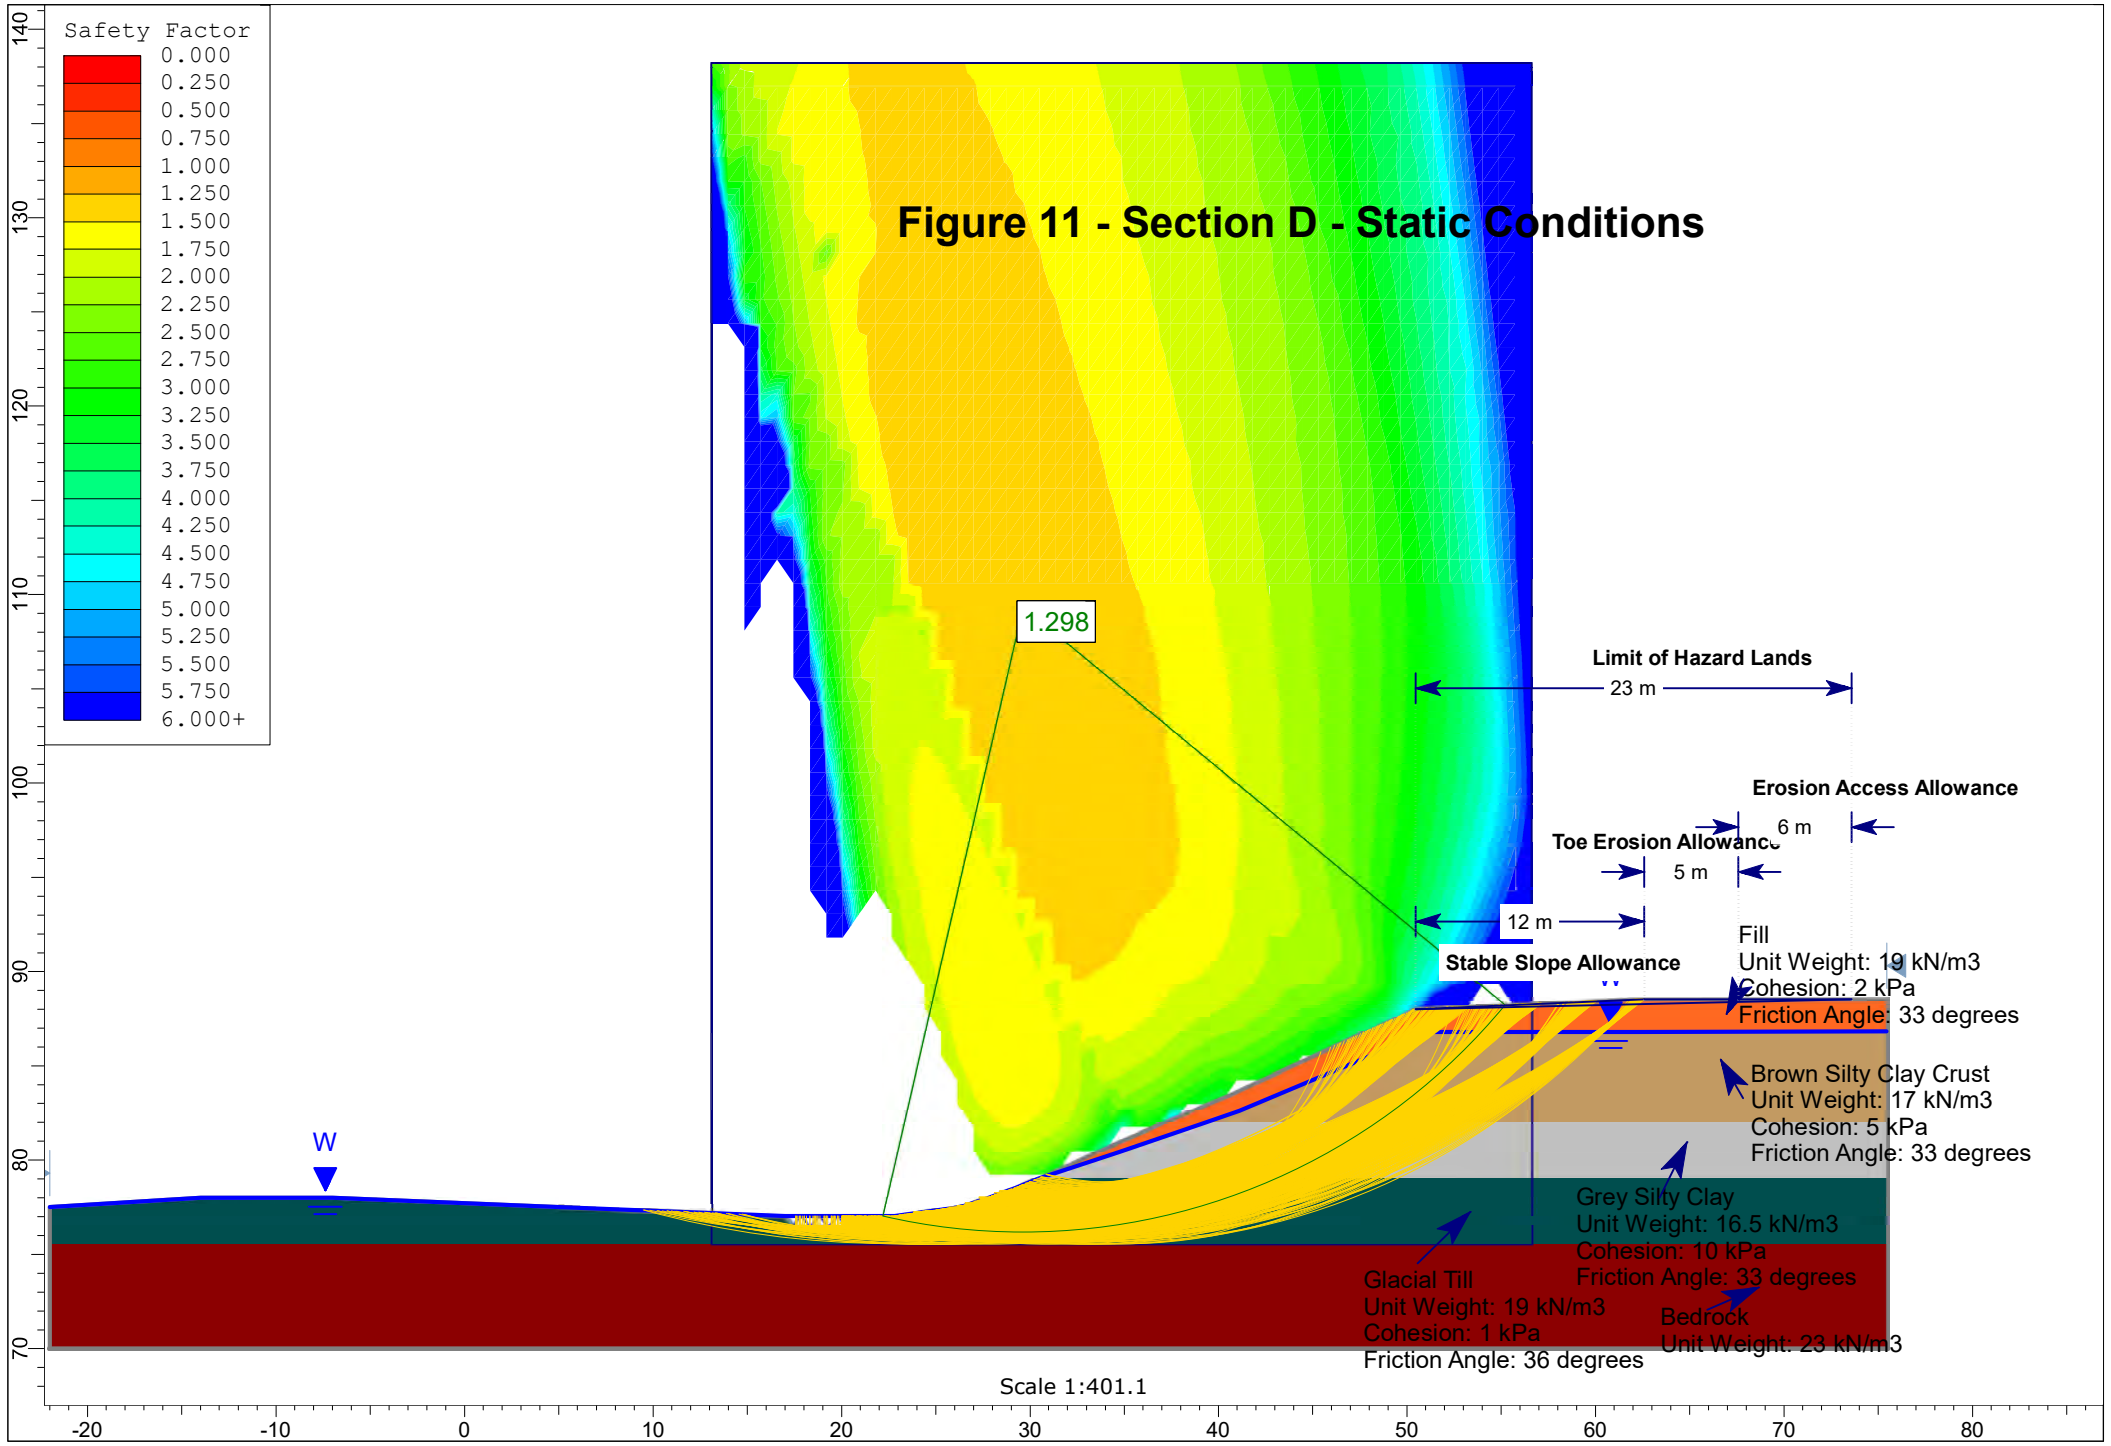 Safety Factor
0.000
0.250
0.500
0.750
1.000
1.250
1.500
1.750
2.000
2.250
2.500
2.750
3.000
3.250
3.500
3.750
4.000
4.250
4.500
4.750
5.000
5.250
5.500
5.750
6.000+
Figure 11 - Section D - Static Conditions
1.298
Limit of Hazard Lands
23 m
Erosion Access Allowance
6 m
Toe Erosion Allowance
5 m
12 m
Stable Slope Allowance
Fill
Unit Weight: 19 kN/m3
Cohesion: 2 kPa
Friction Angle: 33 degrees
W
Brown Silty Clay Crust
Unit Weight: 17 kN/m3
Cohesion: 5 kPa
Friction Angle: 33 degrees
W
Grey Silty Clay
Unit Weight: 16.5 kN/m3
Cohesion: 10 kPa
Friction Angle: 33 degrees
Glacial Till
Unit Weight: 19 kN/m3
Cohesion: 1 kPa
Friction Angle: 36 degrees
Bedrock
Unit Weight: 23 kN/m3
Scale 1:401.1
140
130
120
110
100
90
80
70
-20 -10 0 10 20 30 40 50 60 70 80